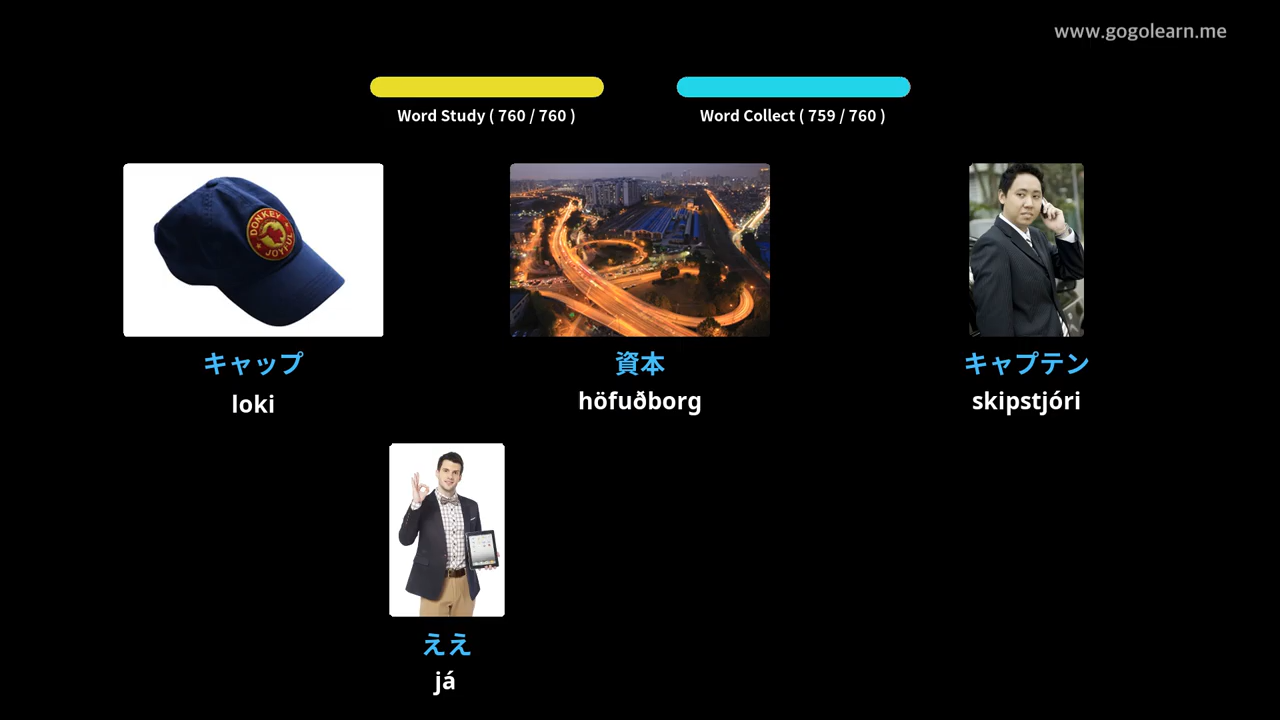 www.gogolearn.me
Word Study ( 760 / 760 )
Word Collect ( 759 / 760 )
DONKEY
JOYFUL
キャップ
loki
資本
höfuðborg
キャプテン
skipstjóri
ええ
já